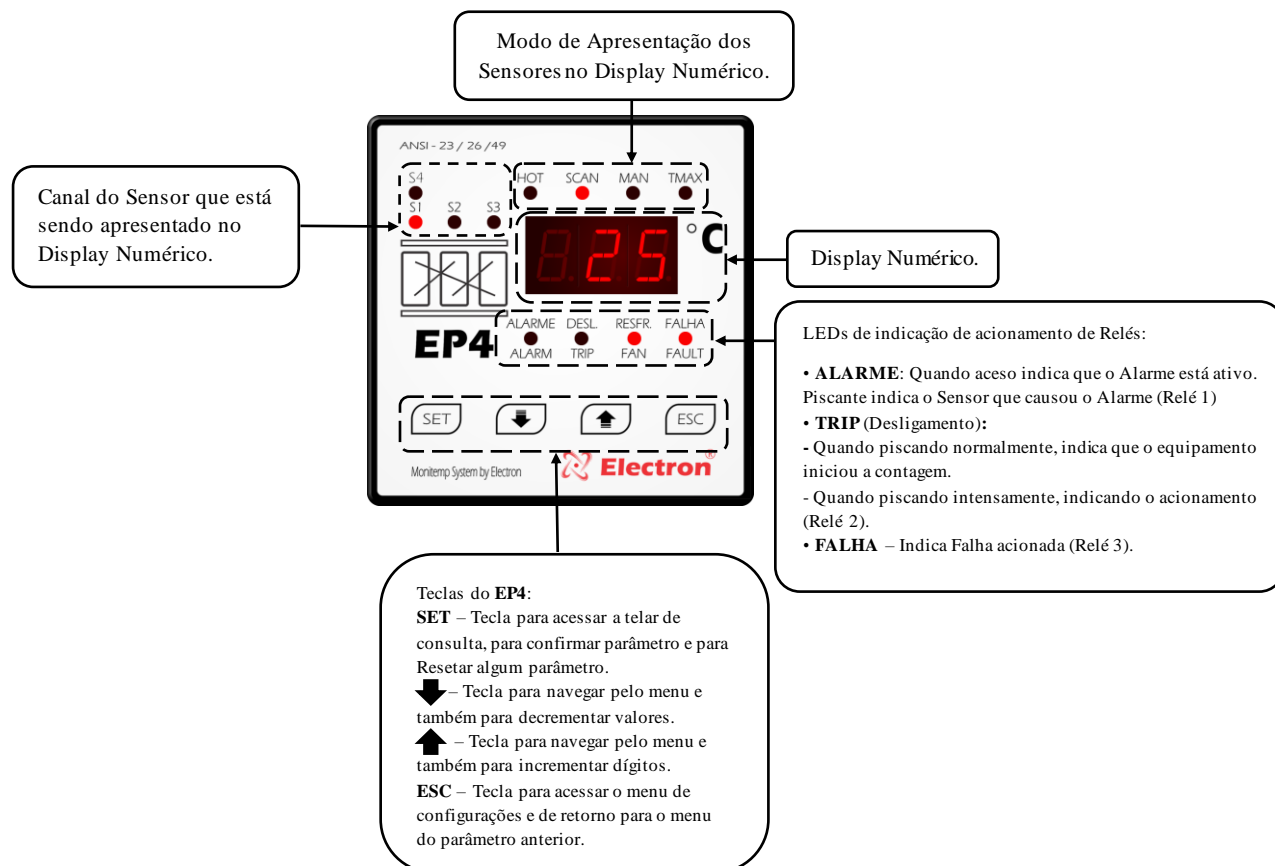 Modo de Apresentação dos
Sensores no Display Numérico.
ANSI - 23 / 26 /49
S4
S1 S2 S3
HOT SCAN MAN TMAX
Canal do Sensor que está
sendo apresentado no
Display Numérico.
25
°C
Display Numérico.
ALARME DESL. RESFR. FALHA
ALARM TRIP FAN FAULT
EP4
SET
ESC
Monitemp System by Electron
Electron®
LEDs de indicação de acionamento de Relés:
• ALARME: Quando aceso indica que o Alarme está ativo.
Piscante indica o Sensor que causou o Alarme (Relé 1)
• TRIP (Desligamento):
- Quando piscando normalmente, indica que o equipamento
iniciou a contagem.
- Quando piscando intensamente, indicando o acionamento
(Relé 2).
• FALHA – Indica Falha acionada (Relé 3).
Teclas do EP4:
SET – Tecla para acessar a telar de
consulta, para confirmar parâmetro e para
Resetar algum parâmetro.
– Tecla para navegar pelo menu e
também para decrementar valores.
– Tecla para navegar pelo menu e
também para incrementar dígitos.
ESC – Tecla para acessar o menu de
configurações e de retorno para o menu
do parâmetro anterior.